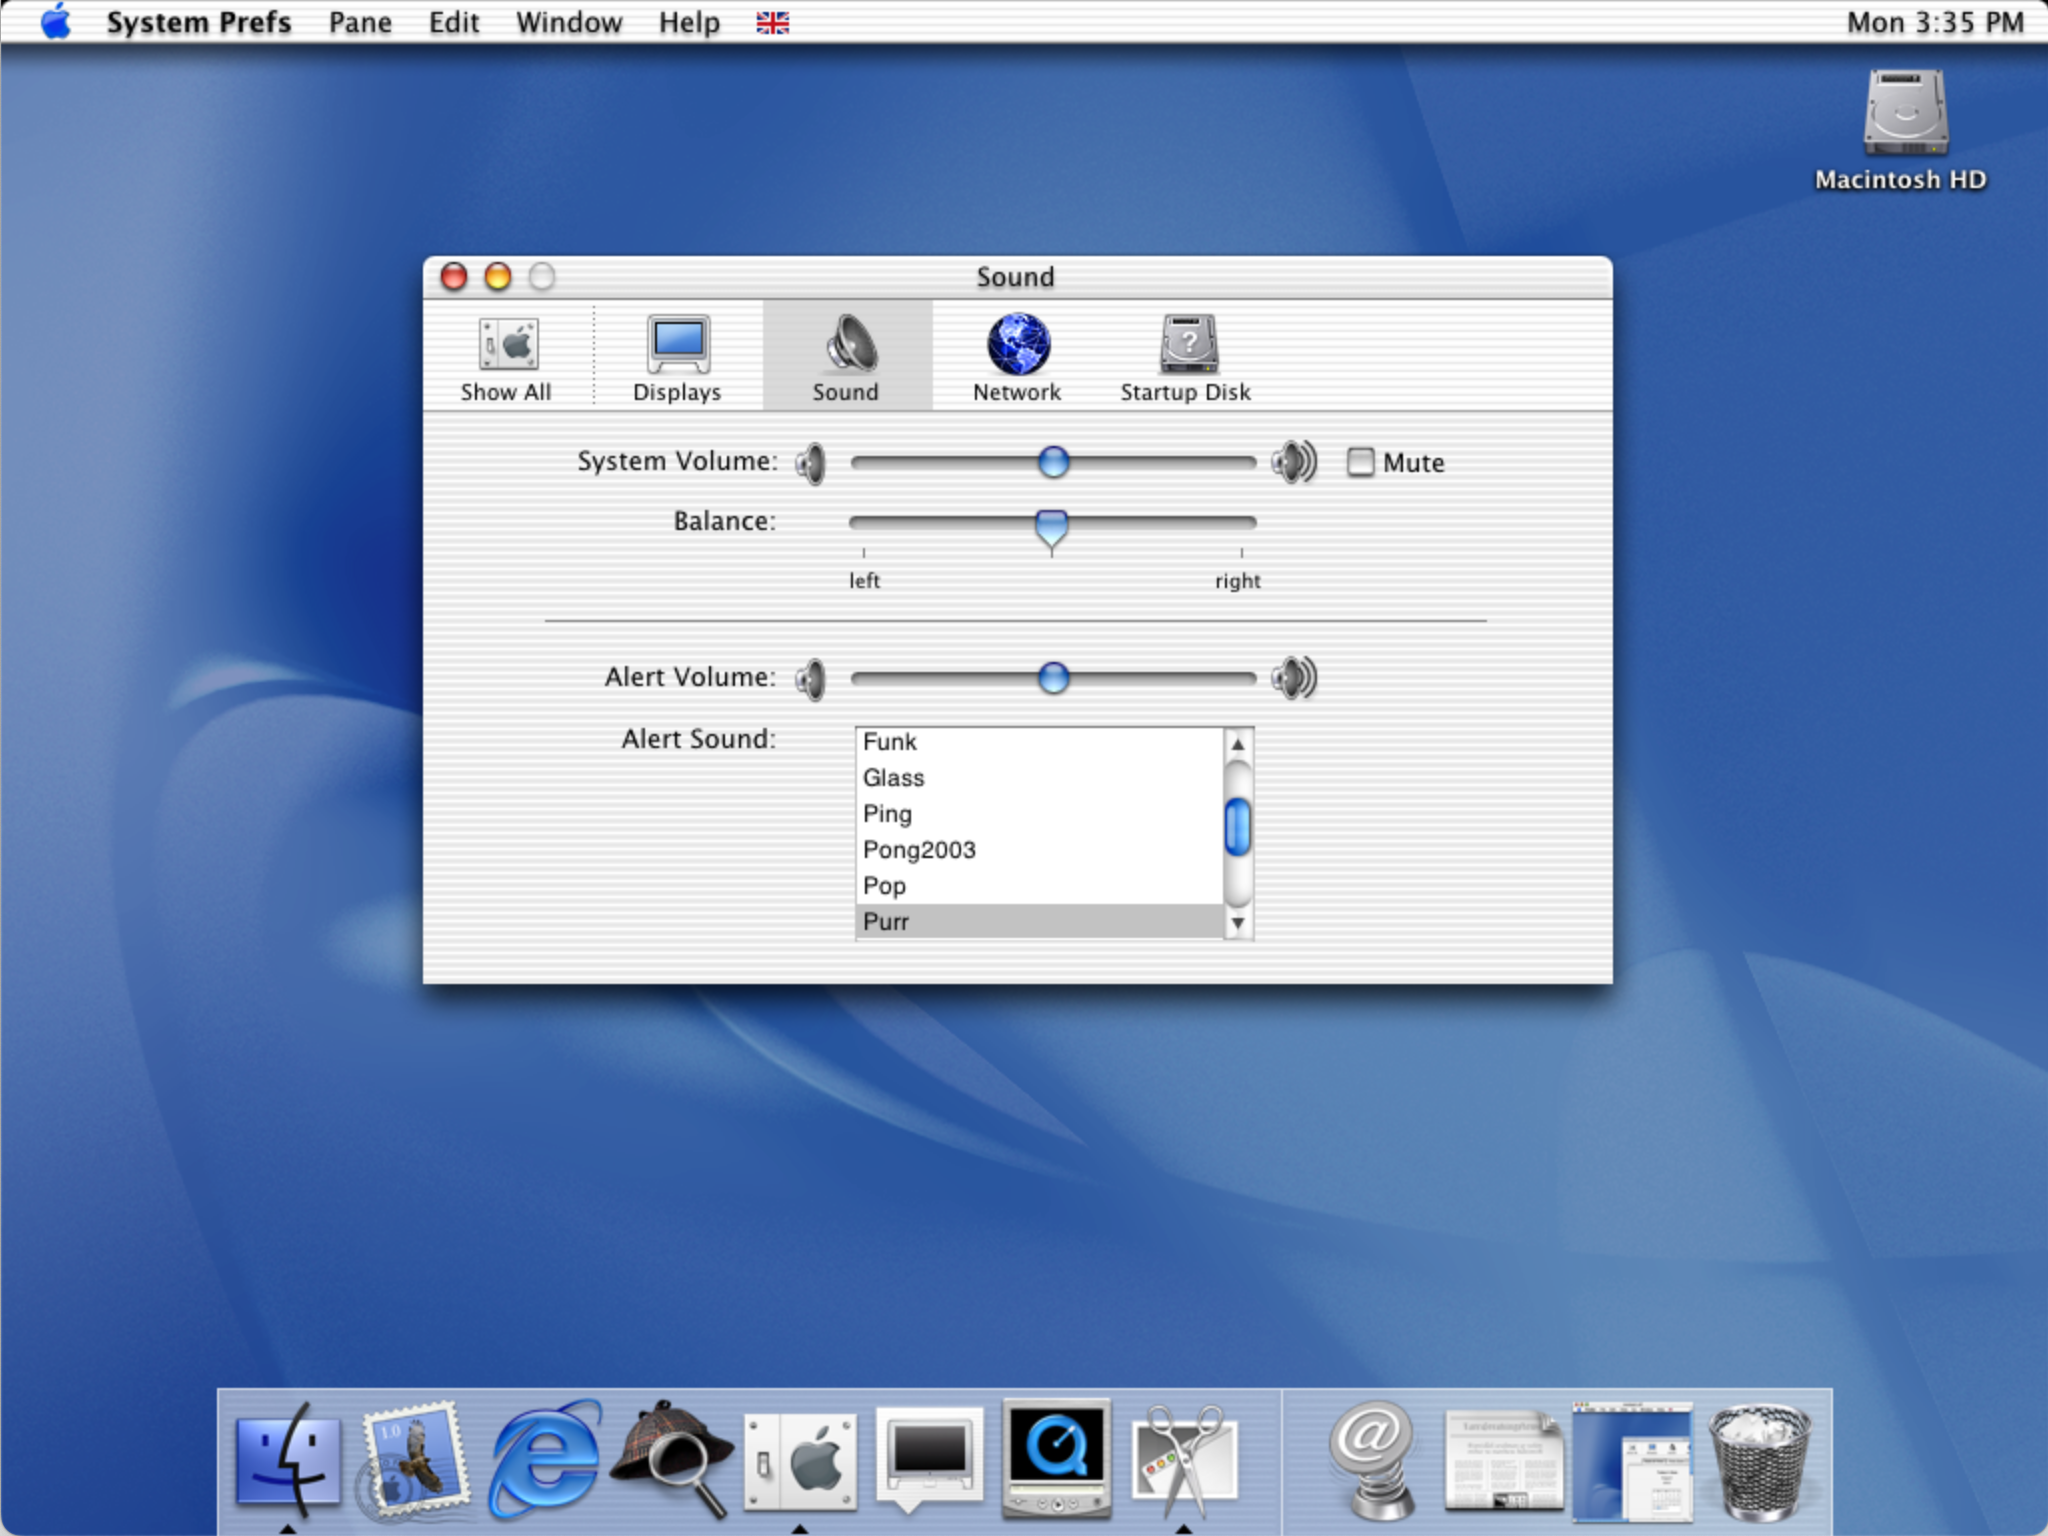 System Prefs Pane Edit Window Help Mon 3:35 PM
Macintosh HD
Sound
Show All Displays Sound Network Startup Disk
System Volume: Mute
Balance:
left right
Alert Volume:
Alert Sound:
Funk
Glass
Ping
Pong2003
Pop
Purr
1.0
@